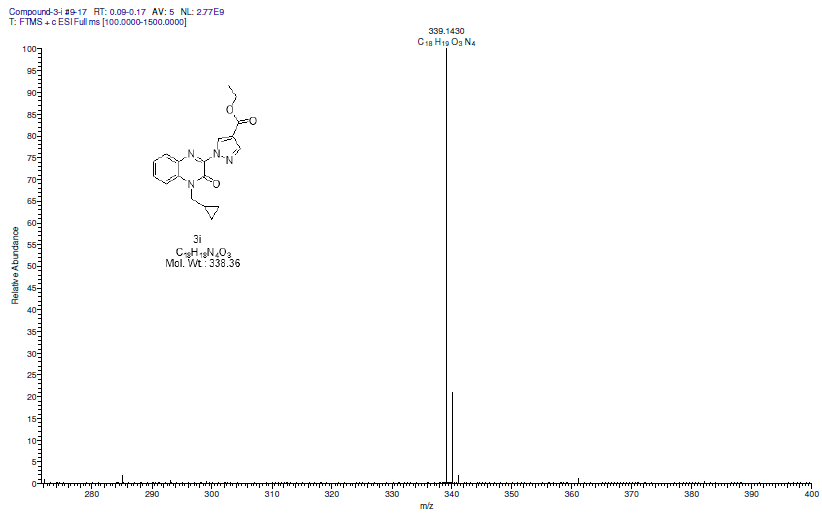 Compound-3-i #9-17 RT: 0.09-0.17 AV: 5 NL: 2.77E9
T: FTMS + c ESI Full ms [100.0000-1500.0000]
339.1430
C18 H19 O3 N4
100
95
90
85
80
75
70
65
60
55
50
45
40
35
30
25
20
15
10
5
0
Relative Abundance
O
O
N
N
N
N
O
3i
C18H18N4O3
Mol. Wt.: 338.36
280
290
300
310
320
330
340
350
360
370
380
390
400
m/z